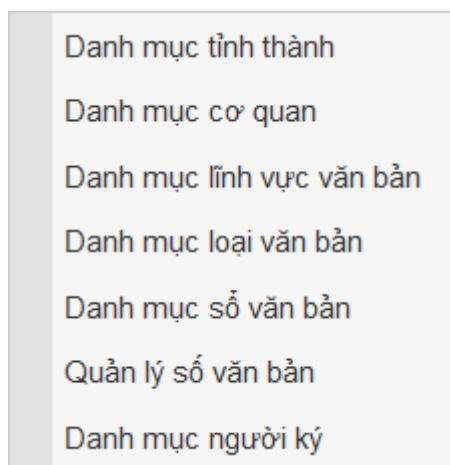 Danh mục tỉnh thành
Danh mục cơ quan
Danh mục lĩnh vực văn bản
Danh mục loại văn bản
Danh mục sổ văn bản
Quản lý số văn bản
Danh mục người ký